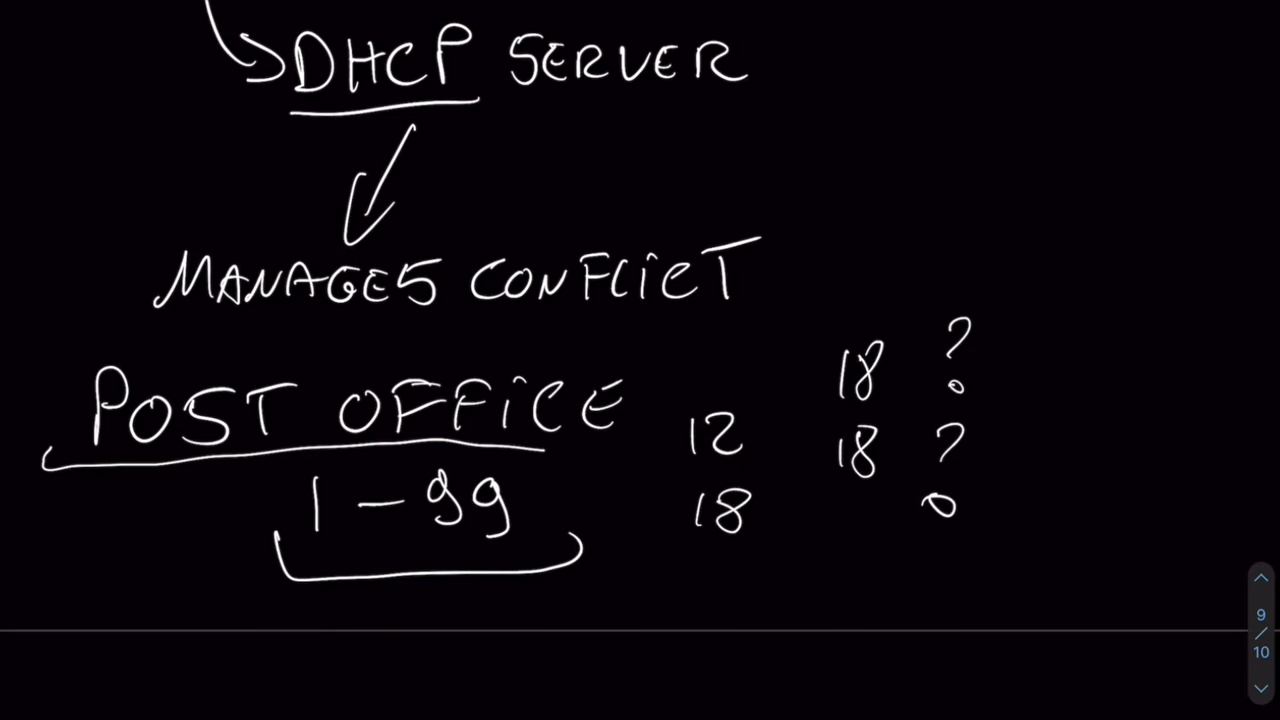 DHCP SERVER
MANAGES CONFLICT
POST OFFICE
1 - 99
12
18
18 ?
18 ?
9
/
10